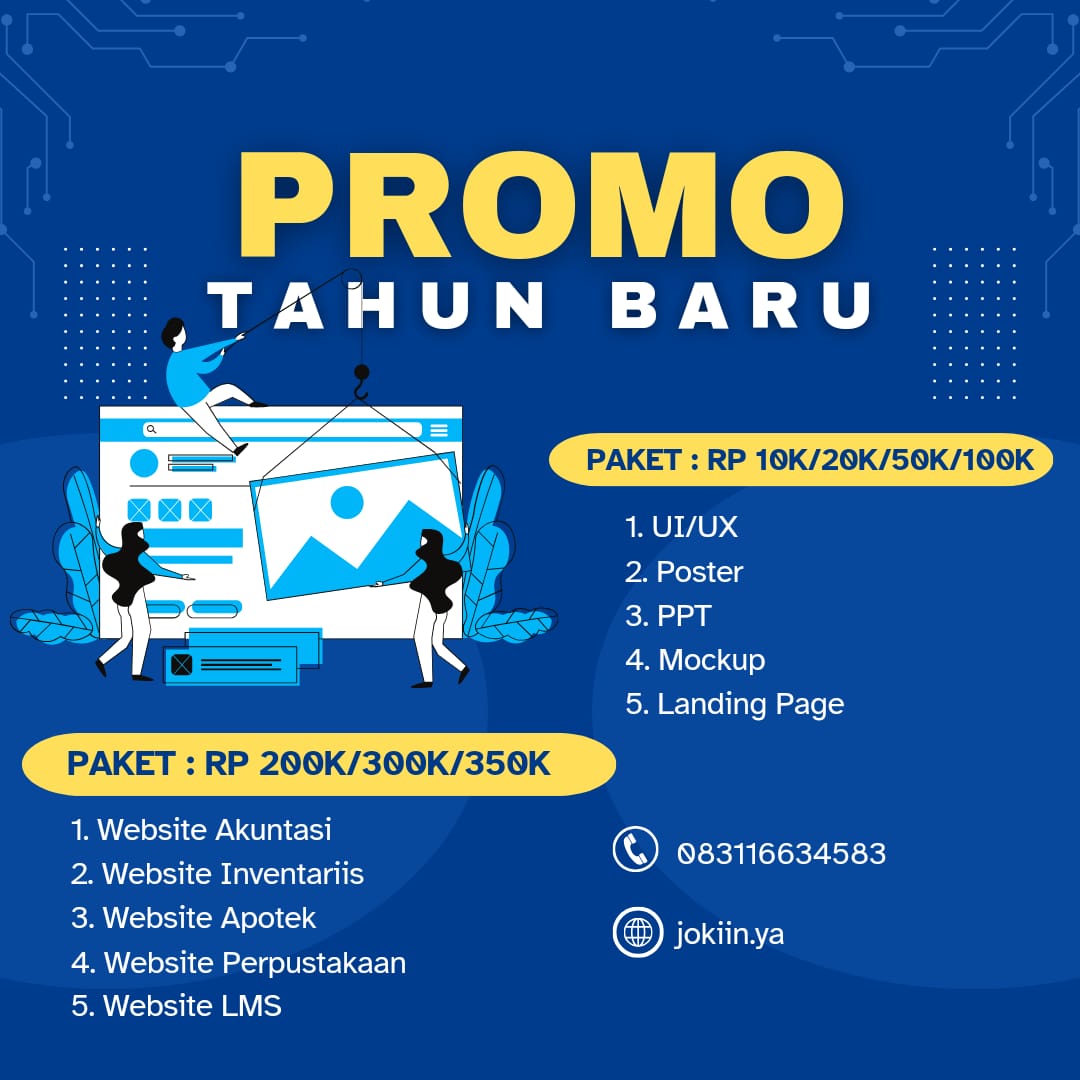 PROMO
TAHUN BARU
PAKET : RP 10K/20K/50K/100K
1. UI/UX
2. Poster
3. PPT
4. Mockup
5. Landing Page
PAKET : RP 200K/300K/350K
1. Website Akuntasi
2. Website Inventariis
3. Website Apotek
4. Website Perpustakaan
5. Website LMS
083116634583
jokiin.ya